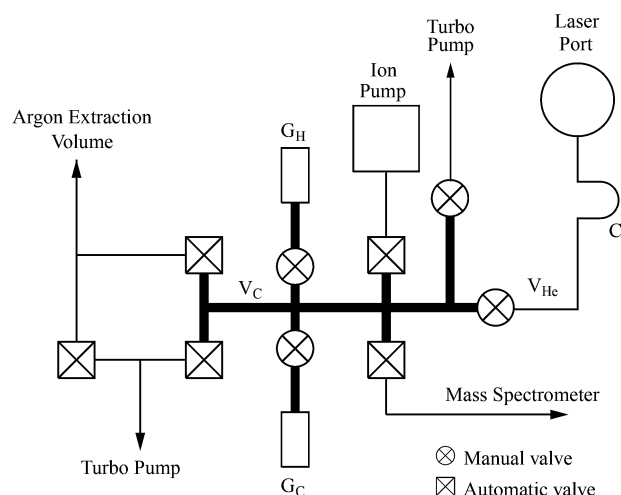 Turbo
Pump
Laser
Port
Ion
Pump
Argon Extraction
Volume
G_H
C
V_C
V_He
Mass Spectrometer
Turbo Pump
G_C
Manual valve
Automatic valve